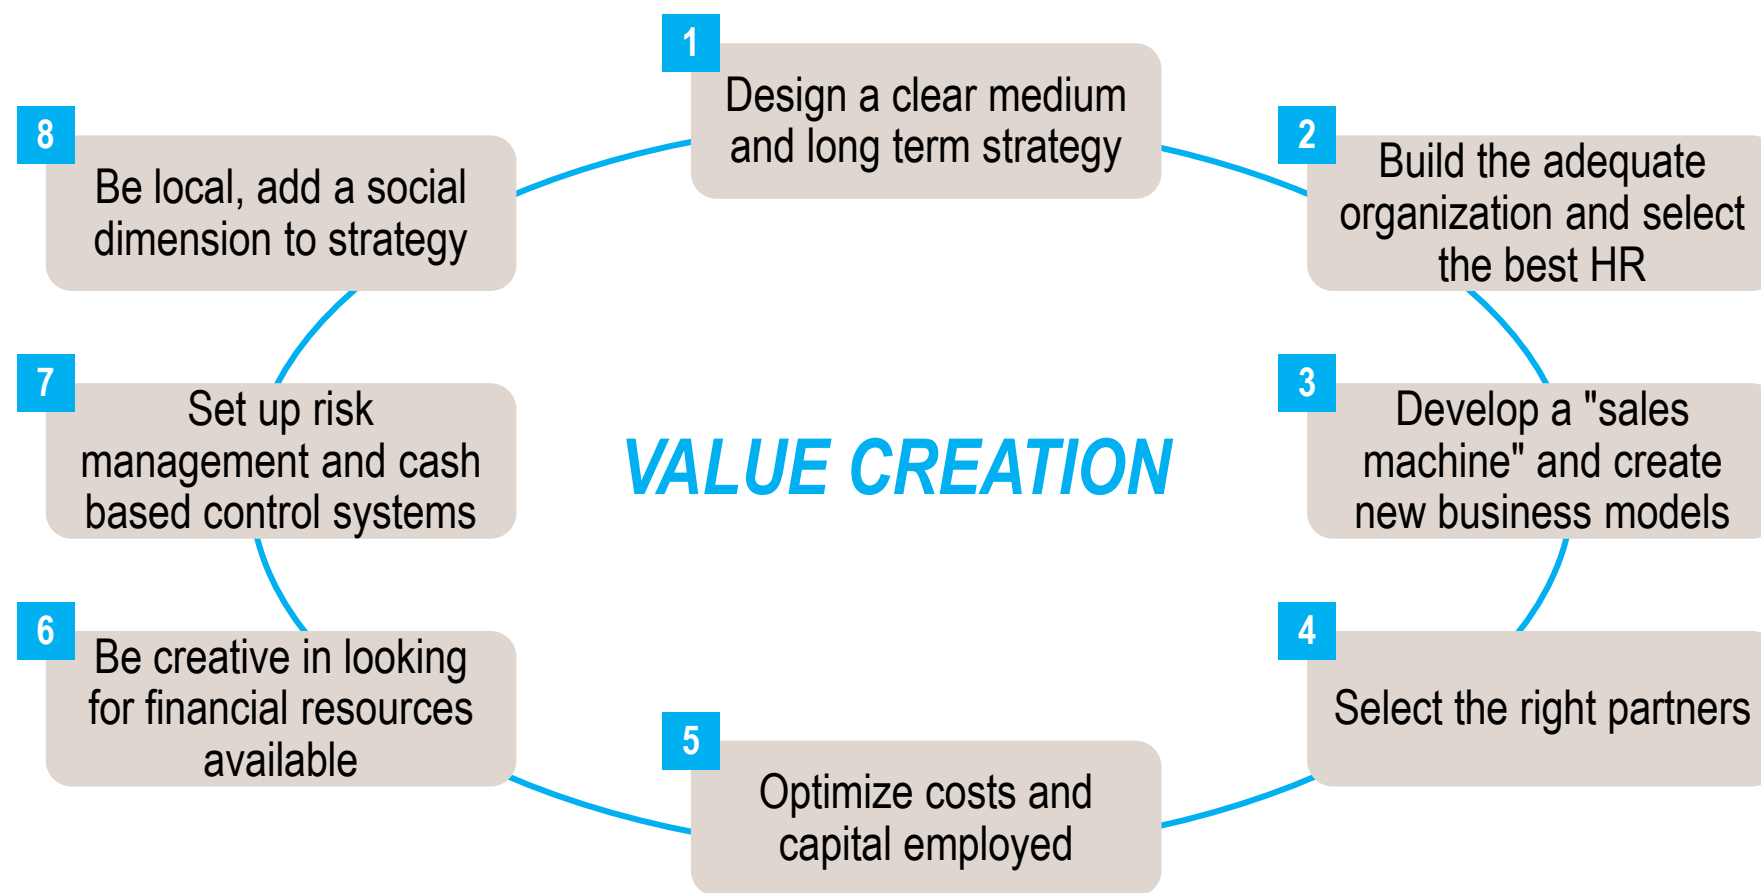 1
Design a clear medium
and long term strategy
2
Build the adequate
organization and select
the best HR
3
Develop a "sales
machine" and create
new business models
4
Select the right partners
5
Optimize costs and
capital employed
6
Be creative in looking
for financial resources
available
7
Set up risk
management and cash
based control systems
8
Be local, add a social
dimension to strategy
VALUE CREATION